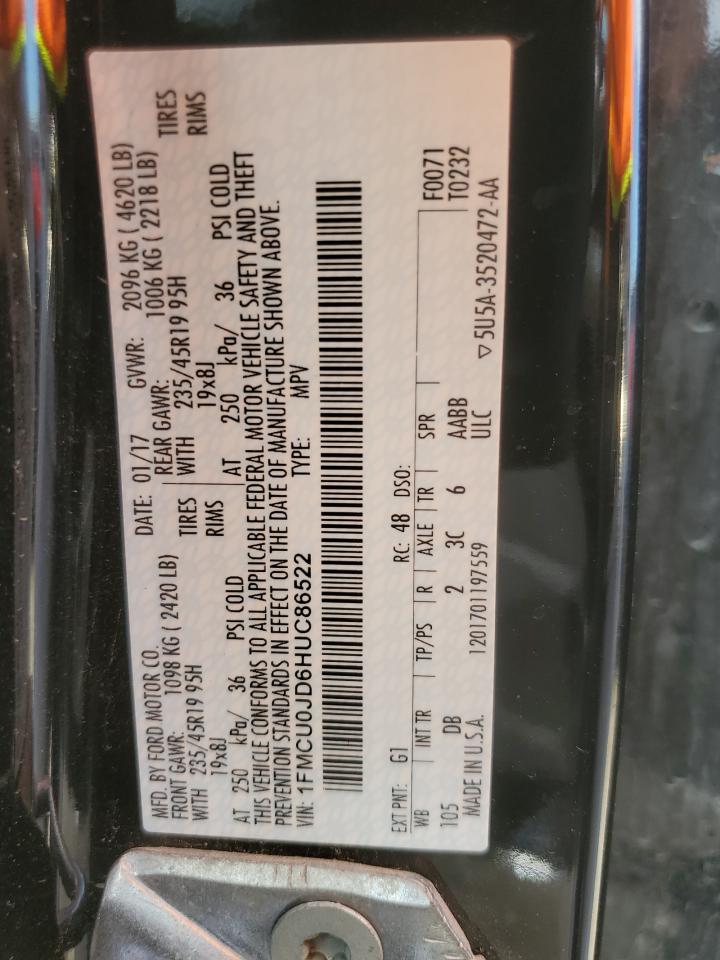 MFD. BY FORD MOTOR CO.
DATE: 01/17 GVWR: 2096 KG ( 4620 LB)
FRONT GAWR: 1098 KG ( 2420 LB)
REAR GAWR: 1006 KG ( 2218 LB)
WITH 235/45R19 95H TIRES
WITH 235/45R19 95H TIRES
19x8J RIMS
19x8J RIMS
AT 250 kPa/ 36 PSI COLD
AT 250 kPa/ 36 PSI COLD
THIS VEHICLE CONFORMS TO ALL APPLICABLE FEDERAL MOTOR VEHICLE SAFETY AND THEFT
PREVENTION STANDARDS IN EFFECT ON THE DATE OF MANUFACTURE SHOWN ABOVE.
VIN: 1FMCU0JD6HUC86522 TYPE: MPV
EXT PNT: G1 RC: 48 DSO: F0071
WB INT TR TP/PS R AXLE TR SPR T0232
105 DB 2 3C 6 AABB
MADE IN U.S.A. 1201701197559 ULC
▽ 5U5A-3520472-AA